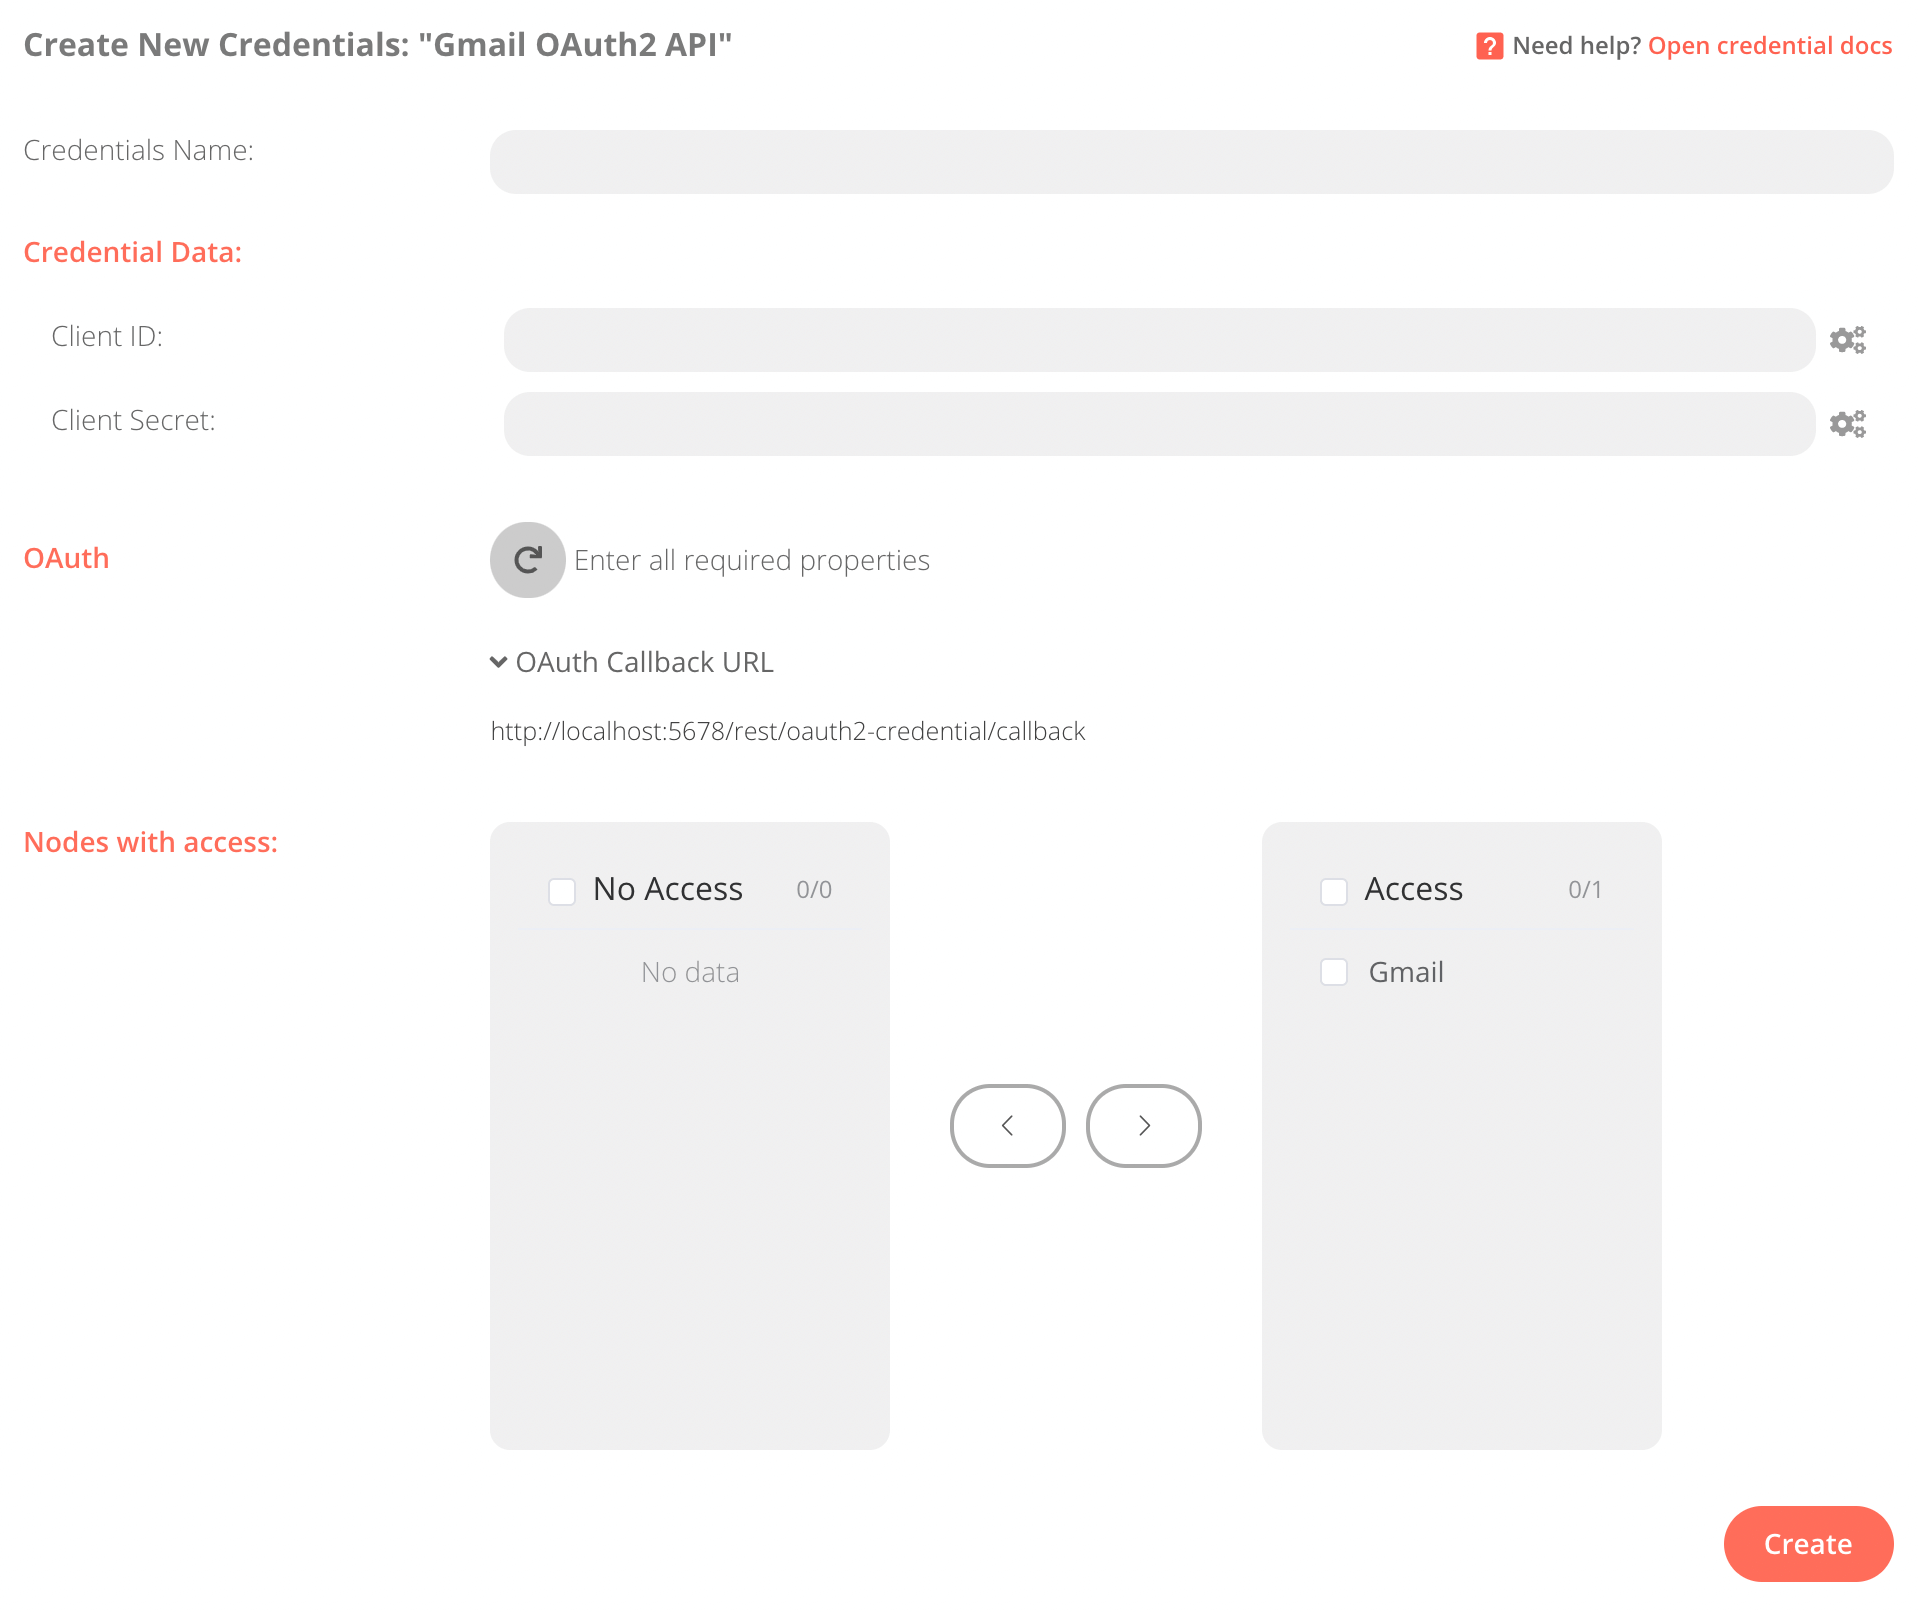 Create New Credentials: "Gmail OAuth2 API"
? Need help? Open credential docs
Credentials Name:
Credential Data:
Client ID:
Client Secret:
OAuth
Enter all required properties
OAuth Callback URL
http://localhost:5678/rest/oauth2-credential/callback
Nodes with access:
No Access 0/0
No data
Access 0/1
Gmail
Create